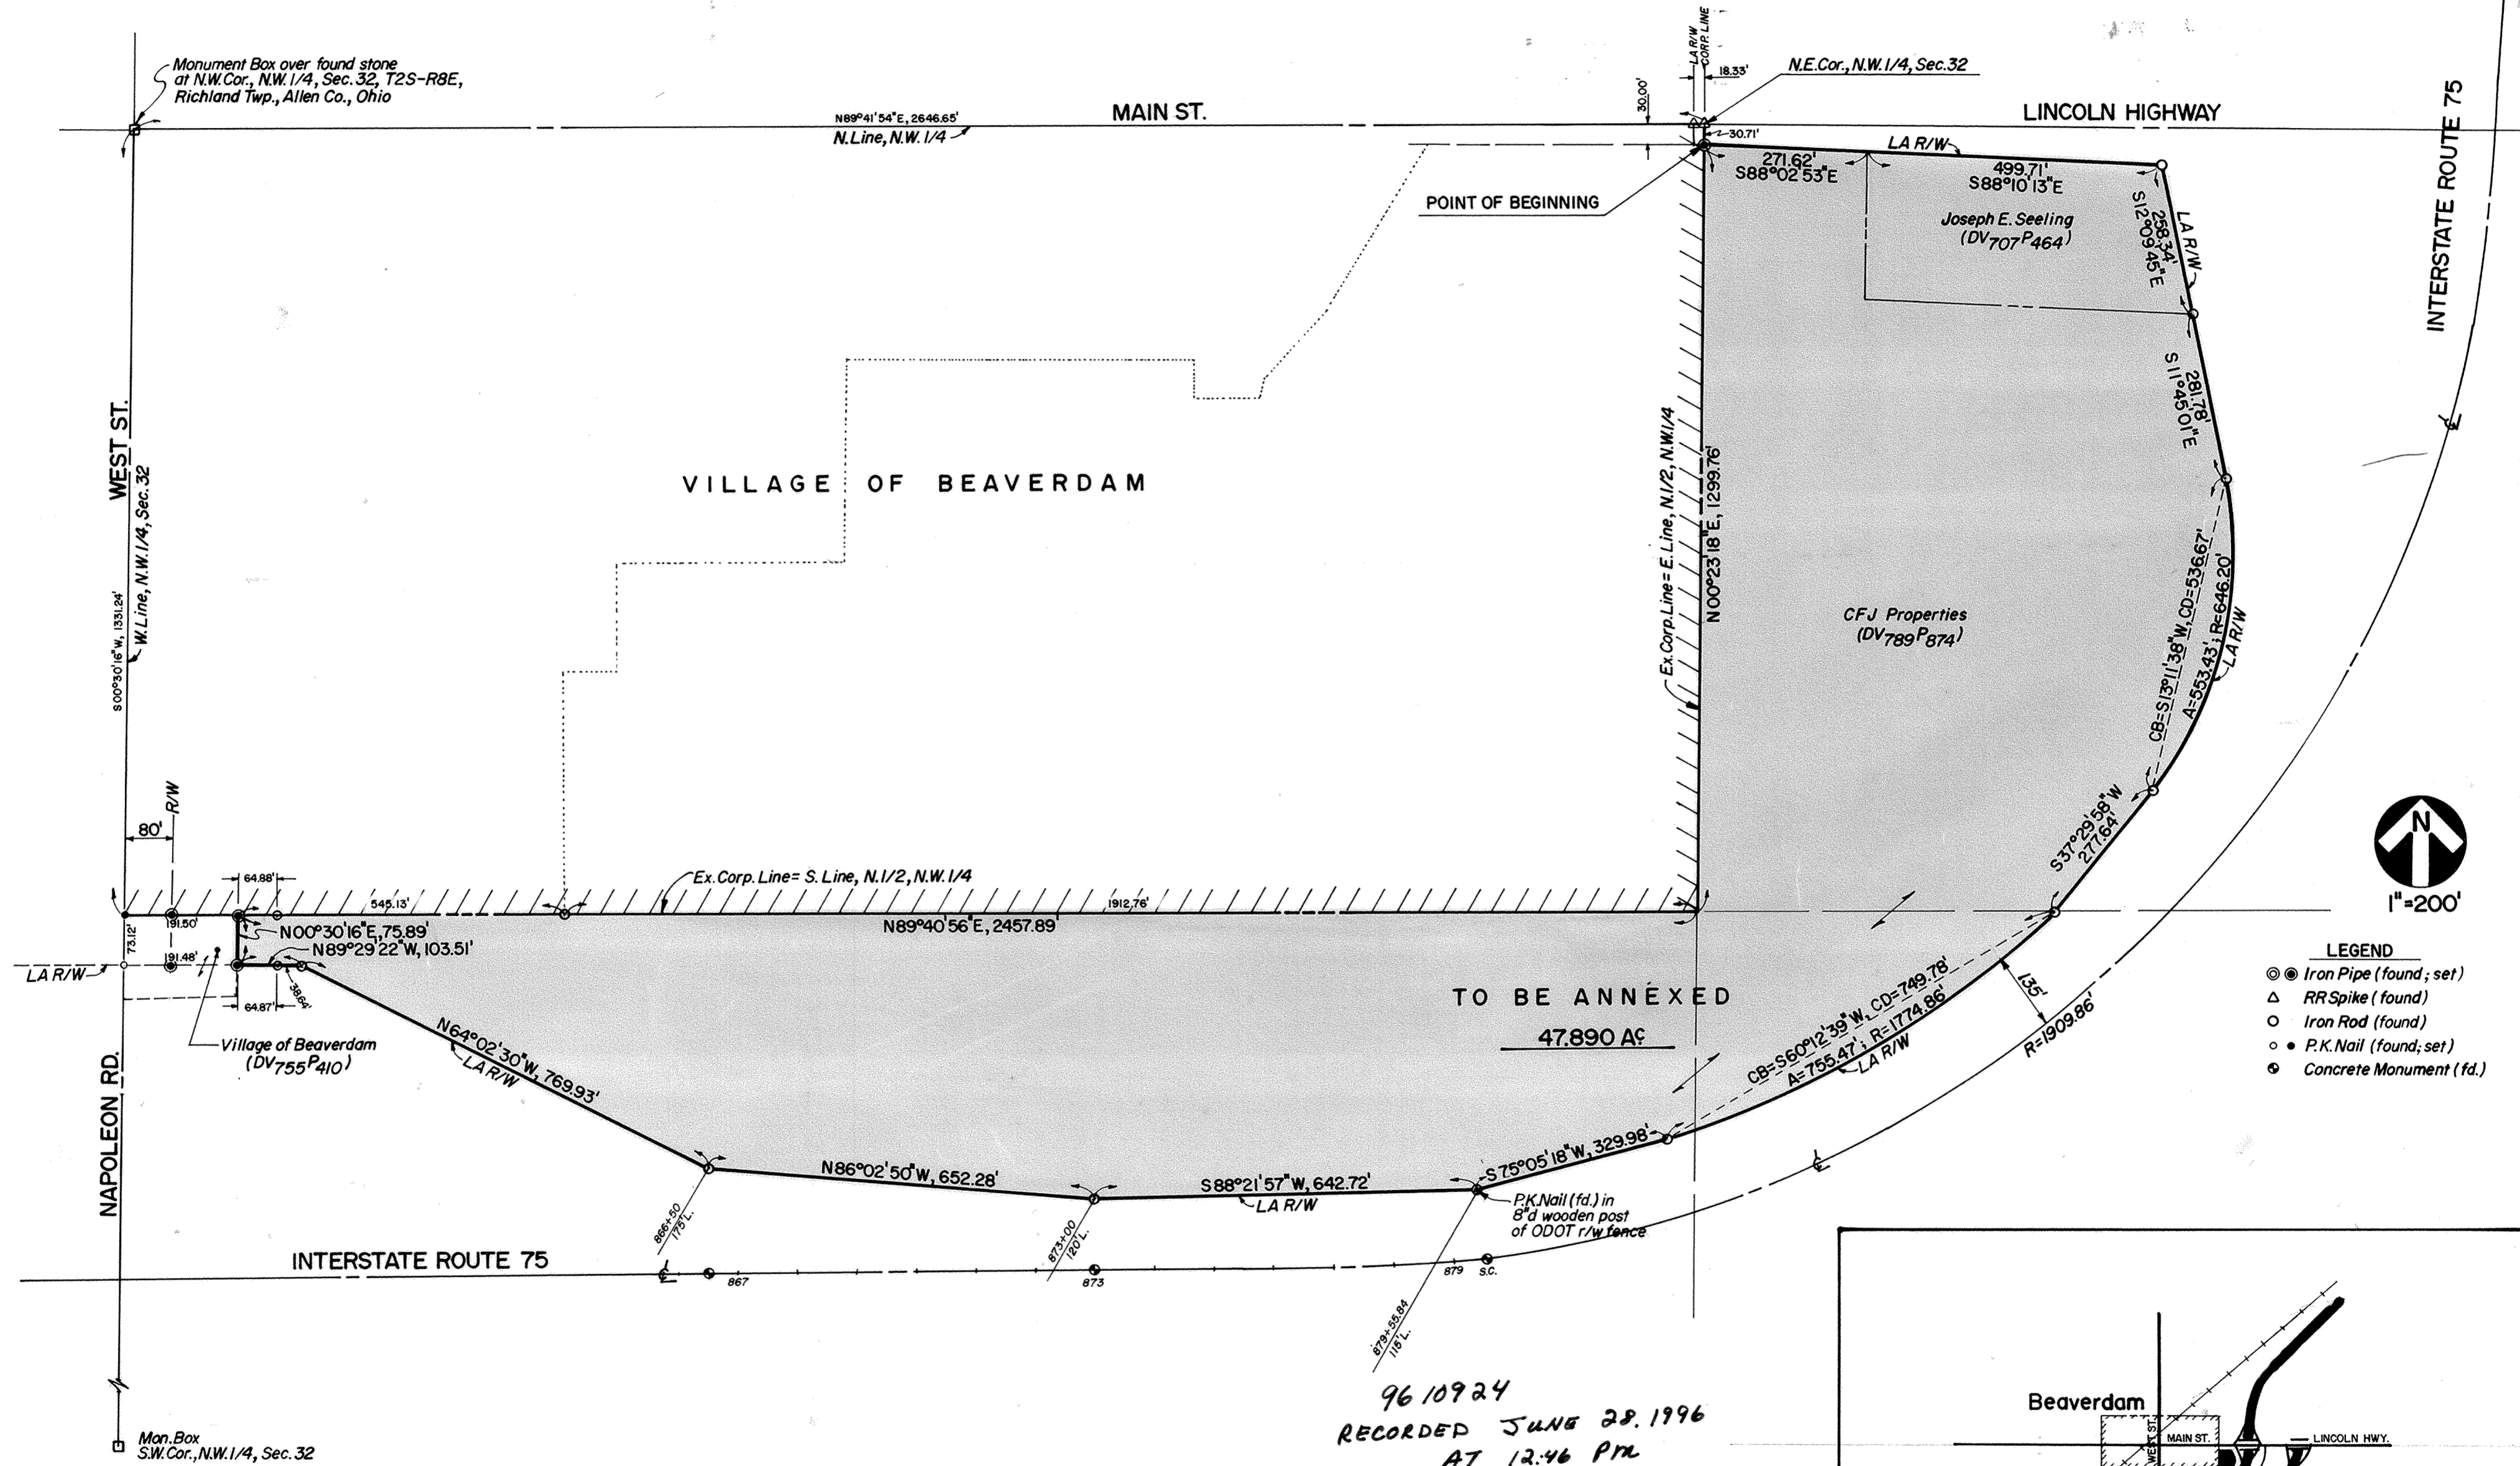 Monument Box over found stone
at N.W.Cor., N.W.1/4, Sec.32, T2S-R8E,
Richland Twp., Allen Co., Ohio
N89°41'54"E, 2646.65'
N.Line, N.W.1/4
MAIN ST.
30.00'
LA R/W
CORP. LINE
18.33'
N.E.Cor., N.W.1/4, Sec.32
LINCOLN HIGHWAY
INTERSTATE ROUTE 75
30.71'
POINT OF BEGINNING
271.62'
S88°02'53"E
LA R/W
499.71'
S88°10'13"E
Joseph E. Seeling
(DV707P464)
258.34'
S12°09'45"E
LA R/W
281.78'
S11°45'01"E
WEST ST.
W.Line, N.W.1/4, Sec.32
S00°30'16"W, 1331.24'
VILLAGE OF BEAVERDAM
Ex.Corp.Line= E.Line, N.1/2, N.W.1/4
N00°23'18"E, 1299.76'
CFJ Properties
(DV789P874)
CB=S13°11'38"W, CD=536.67'
A=553.43'; R=646.20'
LA R/W
S37°29'58"W
277.64'
R/W
80'
64.88'
545.13'
Ex.Corp.Line= S.Line, N.1/2, N.W.1/4
1912.76'
N89°40'56"E, 2457.89'
191.50'
73.12'
N00°30'16"E, 75.89'
N89°29'22"W, 103.51'
LA R/W
191.48'
64.87'
38.64'
Village of Beaverdam
(DV755P410)
N64°02'30"W, 769.93'
LA R/W
TO BE ANNEXED
47.890 Ac
CB=S60°12'39"W, CD=749.78'
A=755.47'; R=1774.86'
LA R/W
135'
R=1909.86'
N
1"=200'
LEGEND
Iron Pipe (found; set)
RR Spike (found)
Iron Rod (found)
P.K.Nail (found; set)
Concrete Monument (fd.)
NAPOLEON RD.
N86°02'50"W, 652.28'
S88°21'57"W, 642.72'
LA R/W
S75°05'18"W, 329.98'
P.K.Nail (fd.) in
8"d wooden post
of ODOT r/w fence
866+50
175' L.
873+00
120' L.
879+55.84
115' L.
INTERSTATE ROUTE 75
867
873
879
S.C.
9610924
RECORDED JUNE 28, 1996
AT 12:46 PM
Mon.Box
S.W.Cor., N.W.1/4, Sec.32
Beaverdam
WEST ST.
MAIN ST.
LINCOLN HWY.